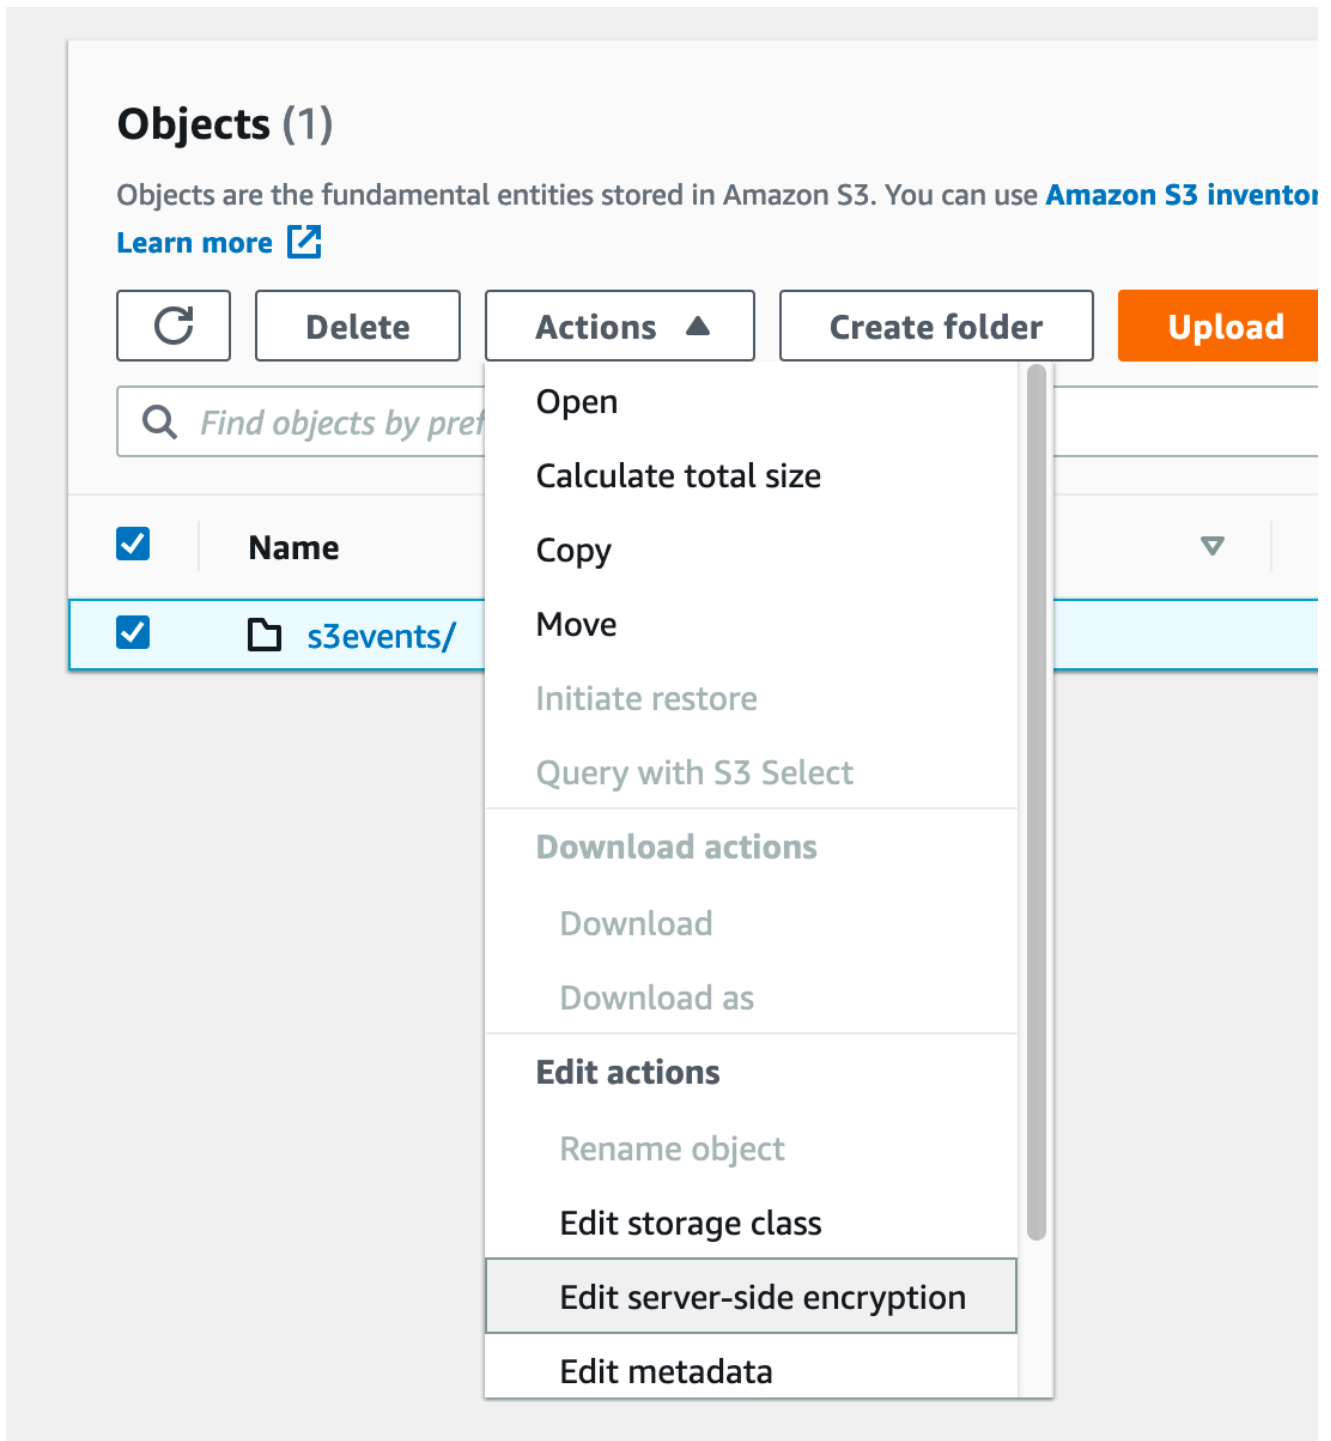 Objects (1)
Objects are the fundamental entities stored in Amazon S3. You can use Amazon S3
Learn more
Delete
Actions
Create folder
Upload
Find objects by
Open
Calculate total size
Name
Copy
s3events/
Move
Initiate restore
Query with S3 Select
Download actions
Download
Download as
Edit actions
Rename object
Edit storage class
Edit server-side encryption
Edit metadata